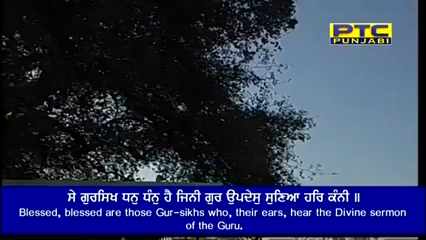 PTC
PUNJABI
ਸੇ ਗੁਰਸਿਖ ਧਨੁ ਧੰਨੁ ਹੈ ਜਿਨੀ ਗੁਰ ਉਪਦੇਸੁ ਸੁਣਿਆ ਹਰਿ ਕੰਨੀ ॥
Blessed, blessed are those Gur-sikhs who, their ears, hear the Divine sermon
of the Guru.